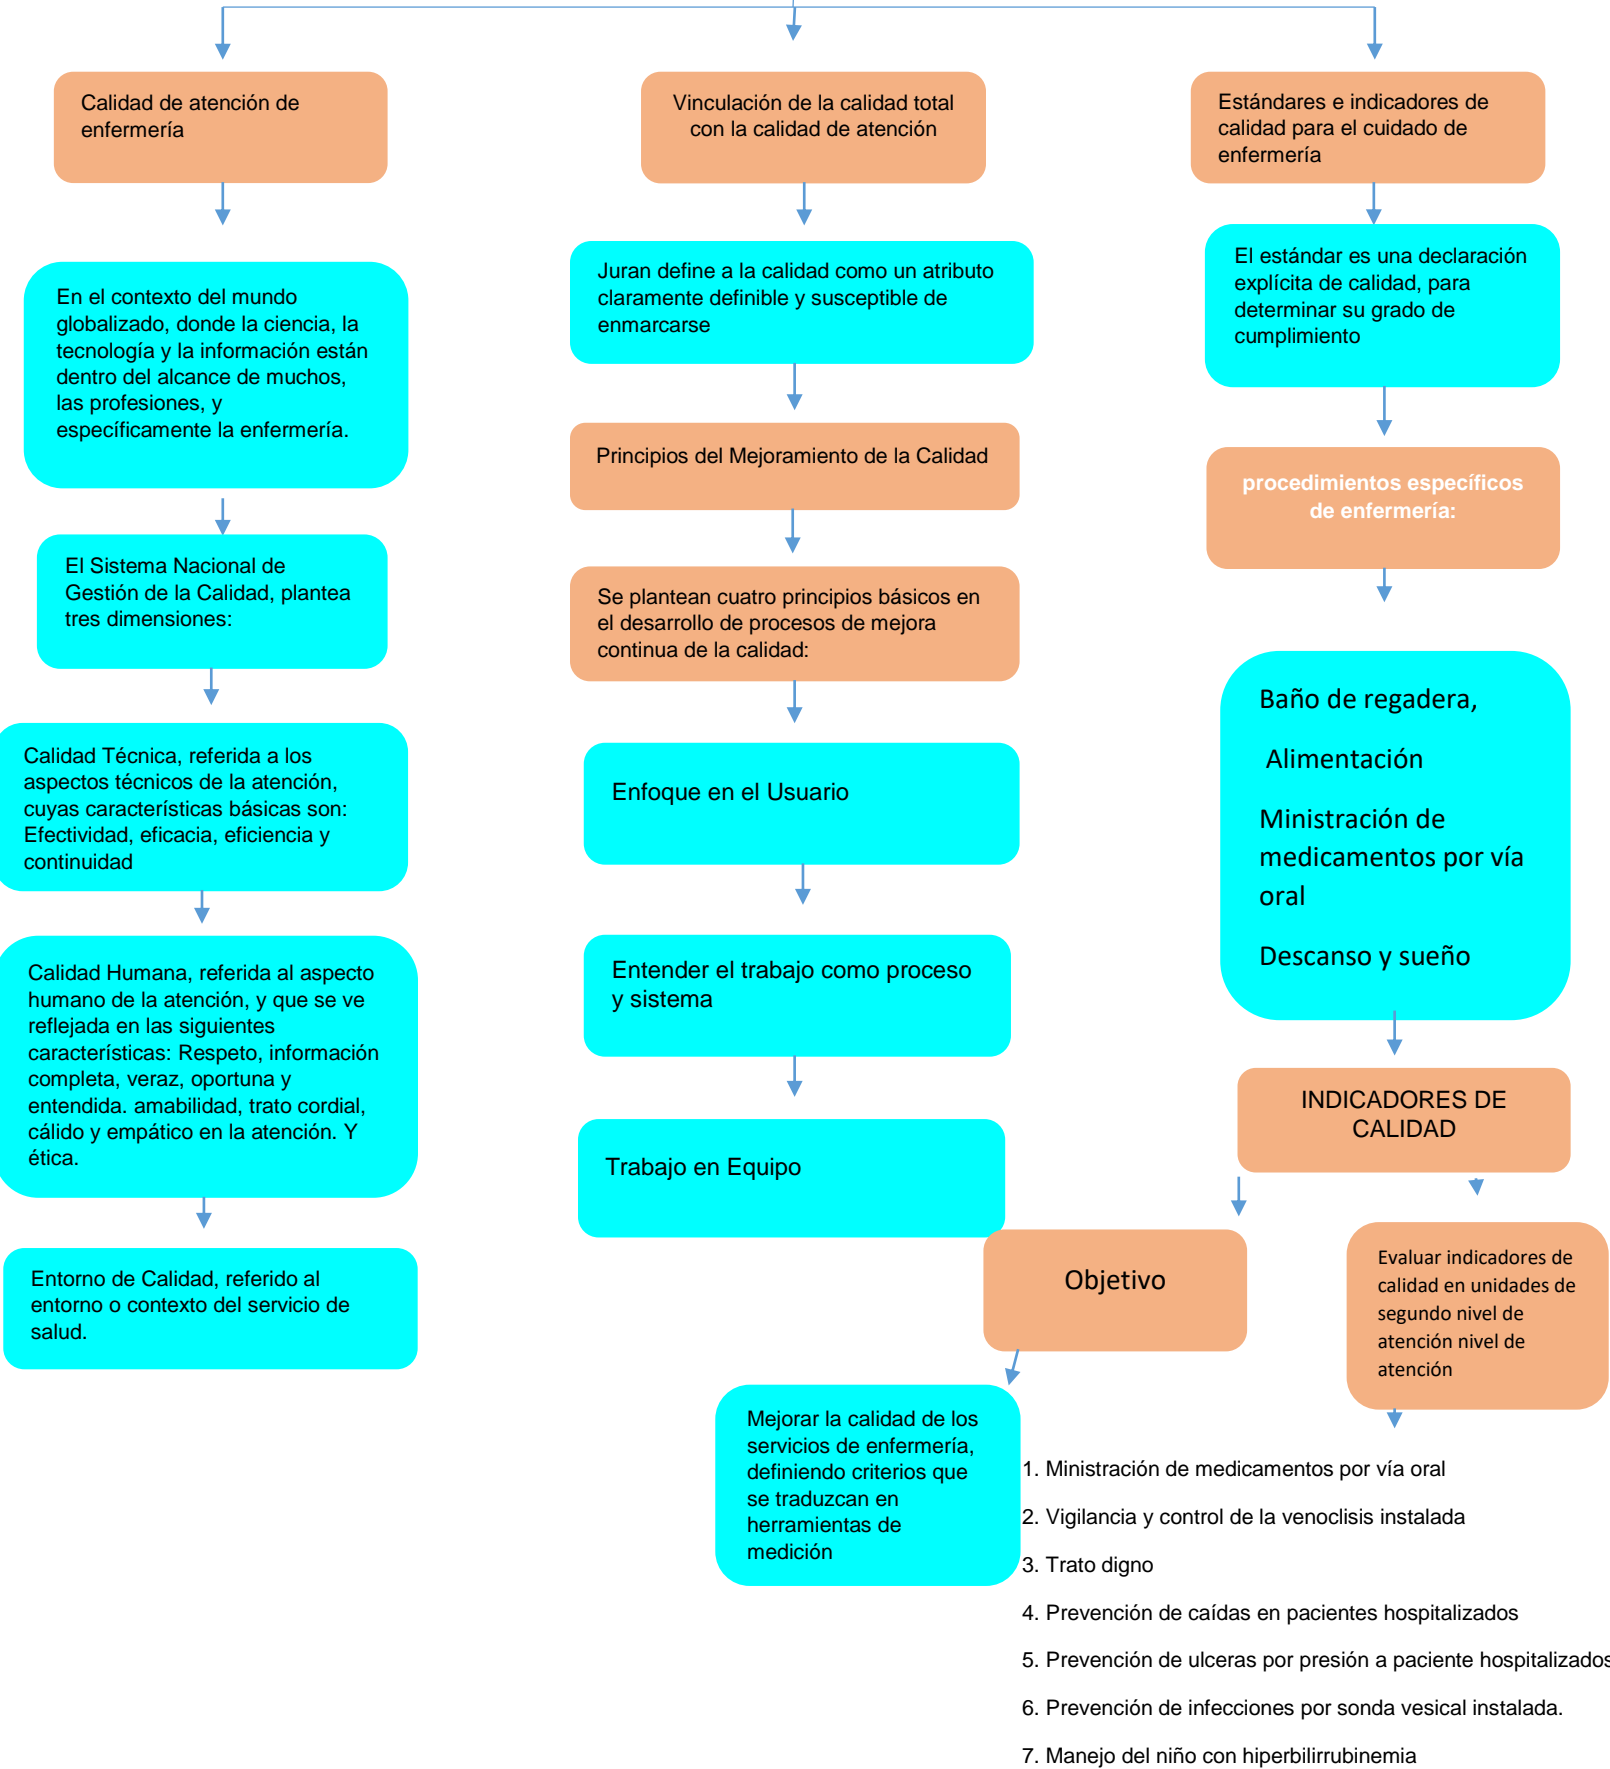 Calidad de atención de
enfermería
En el contexto del mundo
globalizado, donde la ciencia, la
tecnología y la información están
dentro del alcance de muchos,
las profesiones, y
específicamente la enfermería.
El Sistema Nacional de
Gestión de la Calidad, plantea
tres dimensiones:
Calidad Técnica, referida a los
aspectos técnicos de la atención,
cuyas características básicas son:
Efectividad, eficacia, eficiencia y
continuidad
Calidad Humana, referida al aspecto
humano de la atención, y que se ve
reflejada en las siguientes
características: Respeto, información
completa, veraz, oportuna y
entendida. amabilidad, trato cordial,
cálido y empático en la atención. Y
ética.
Entorno de Calidad, referido al
entorno o contexto del servicio de
salud.
Vinculación de la calidad total
con la calidad de atención
Juran define a la calidad como un atributo
claramente definible y susceptible de
enmarcarse
Principios del Mejoramiento de la Calidad
Se plantean cuatro principios básicos en
el desarrollo de procesos de mejora
continua de la calidad:
Enfoque en el Usuario
Entender el trabajo como proceso
y sistema
Trabajo en Equipo
Estándares e indicadores de
calidad para el cuidado de
enfermería
El estándar es una declaración
explícita de calidad, para
determinar su grado de
cumplimiento
procedimientos específicos
de enfermería:
Baño de regadera,
Alimentación
Ministración de
medicamentos por vía
oral
Descanso y sueño
INDICADORES DE
CALIDAD
Objetivo
Mejorar la calidad de los
servicios de enfermería,
definiendo criterios que
se traduzcan en
herramientas de
medición
Evaluar indicadores de
calidad en unidades de
segundo nivel de
atención nivel de
atención
1. Ministración de medicamentos por vía oral
2. Vigilancia y control de la venoclisis instalada
3. Trato digno
4. Prevención de caídas en pacientes hospitalizados
5. Prevención de ulceras por presión a paciente hospitalizados
6. Prevención de infecciones por sonda vesical instalada.
7. Manejo del niño con hiperbilirrubinemia